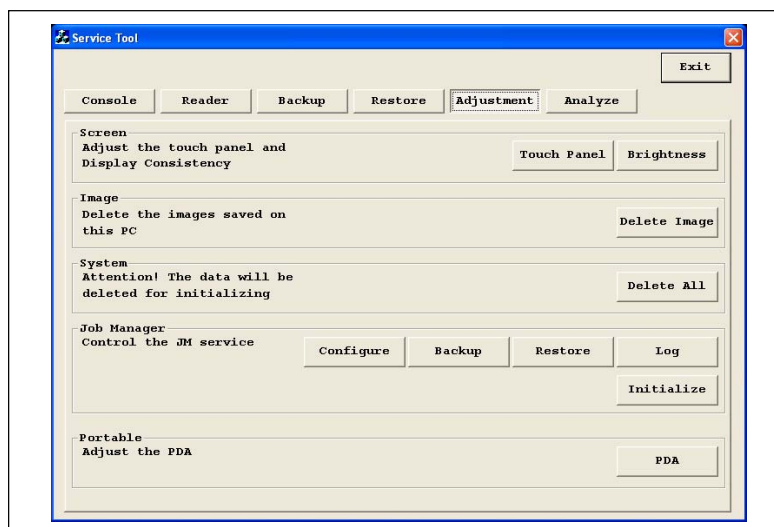 Service Tool
Exit
Console Reader Backup Restore Adjustment Analyze
Screen
Adjust the touch panel and
Display Consistency
Touch Panel Brightness
Image
Delete the images saved on
this PC
Delete Image
System
Attention! The data will be
deleted for initializing
Delete All
Job Manager
Control the JM service
Configure Backup Restore Log
Initialize
Portable
Adjust the PDA
PDA